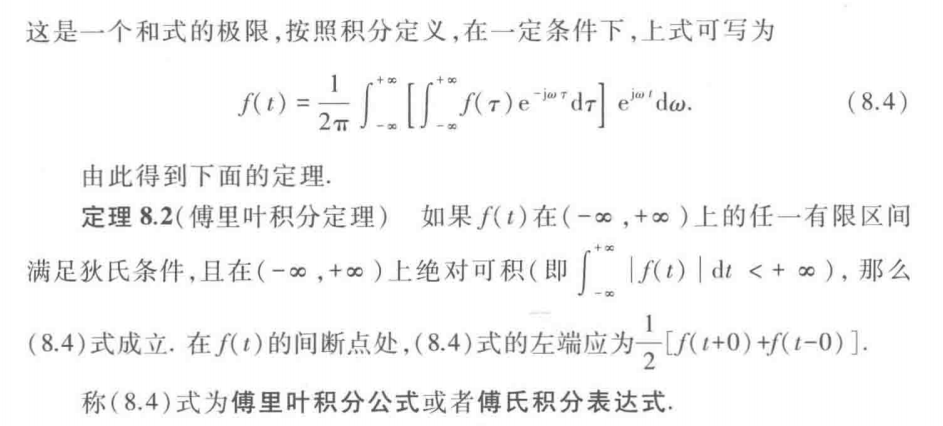 这是一个和式的极限,按照积分定义,在一定条件下,上式可写为
f(t) = \frac{1}{2π} ∫_{-∞}^{+∞} [∫_{-∞}^{+∞} f(τ) e^{-jωτ} dτ] e^{jωt} dω. (8.4)
由此得到下面的定理.
定理 8.2(傅里叶积分定理) 如果 f(t)在(-∞,+∞)上的任一有限区间
满足狄氏条件,且在(-∞,+∞)上绝对可积(即 ∫_{-∞}^{+∞} |f(t)| dt < + ∞), 那么
(8.4)式成立. 在 f(t)的间断点处,(8.4)式的左端应为 \frac{1}{2} [f(t+0)+f(t-0)].
称(8.4)式为傅里叶积分公式或者傅氏积分表达式.